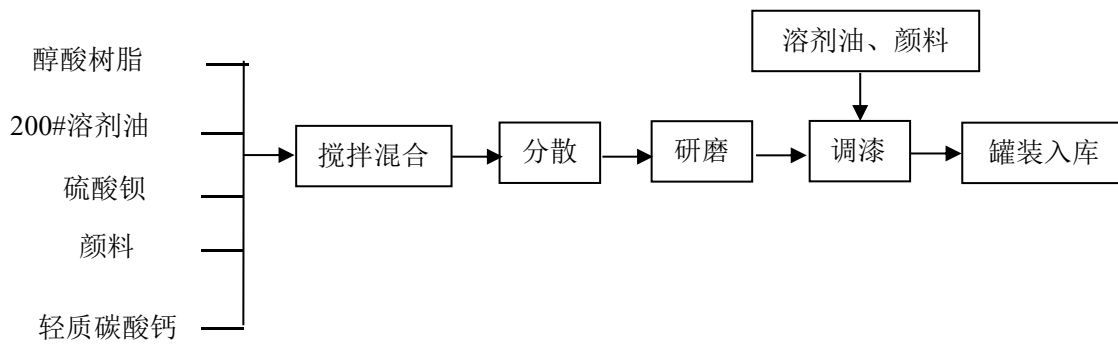 醇酸树脂
200#溶剂油
硫酸钡
颜料
轻质碳酸钙
搅拌混合
分散
研磨
溶剂油、颜料
调漆
罐装入库